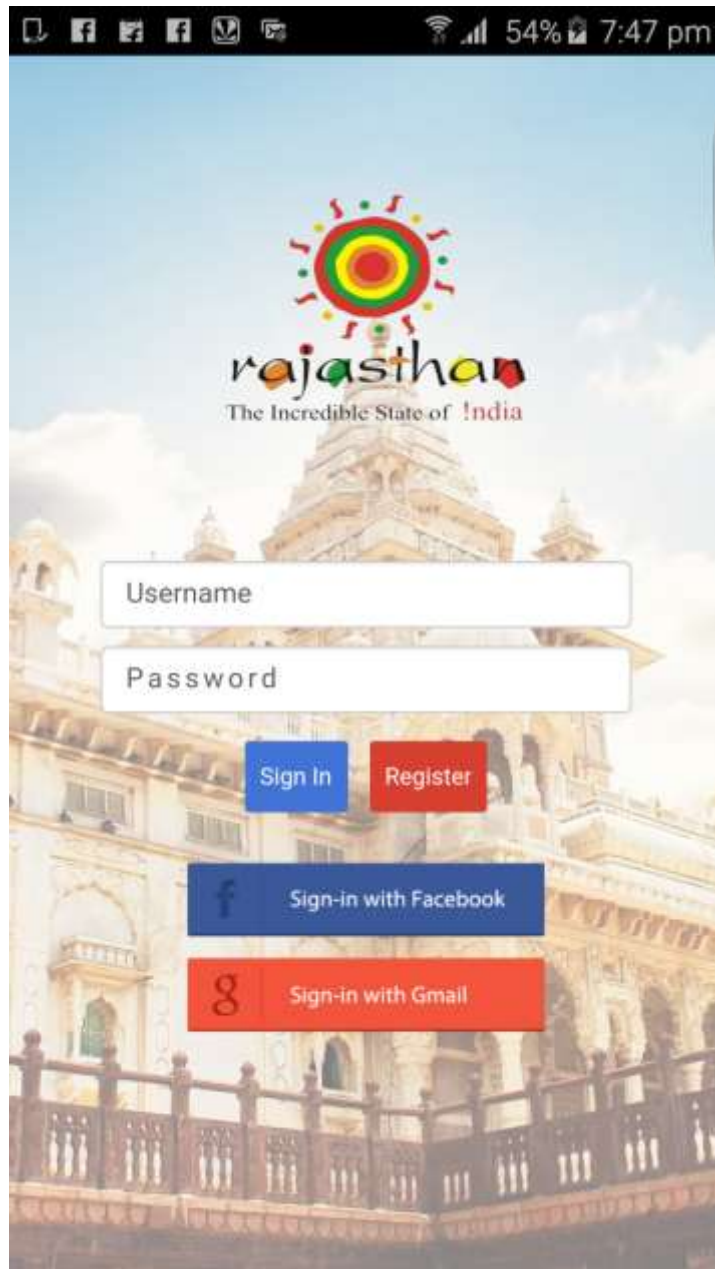 54% 7:47 pm
rajasthan
The Incredible State of !ndia
Username
Password
Sign In Register
f Sign-in with Facebook
g Sign-in with Gmail